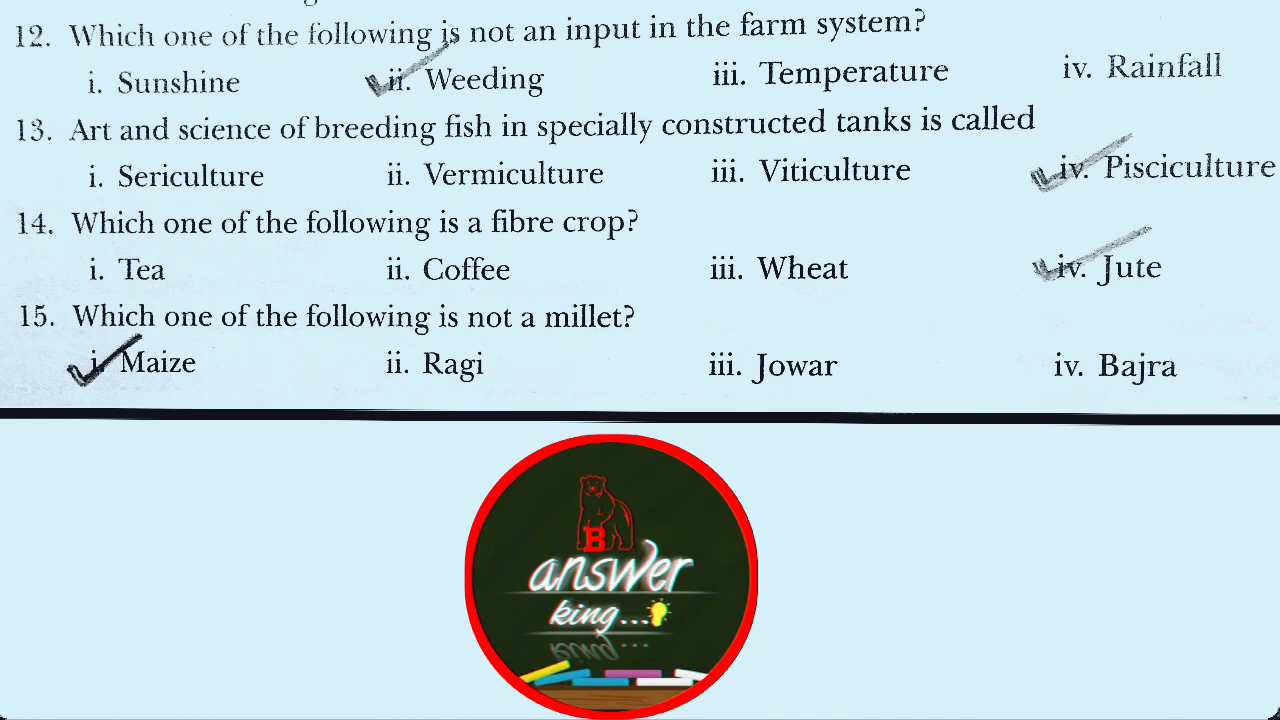 12. Which one of the following is not an input in the farm system?
i. Sunshine ii. Weeding iii. Temperature iv. Rainfall
13. Art and science of breeding fish in specially constructed tanks is called
i. Sericulture ii. Vermiculture iii. Viticulture iv. Pisciculture
14. Which one of the following is a fibre crop?
i. Tea ii. Coffee iii. Wheat iv. Jute
15. Which one of the following is not a millet?
i. Maize ii. Ragi iii. Jowar iv. Bajra
B
answer
king...